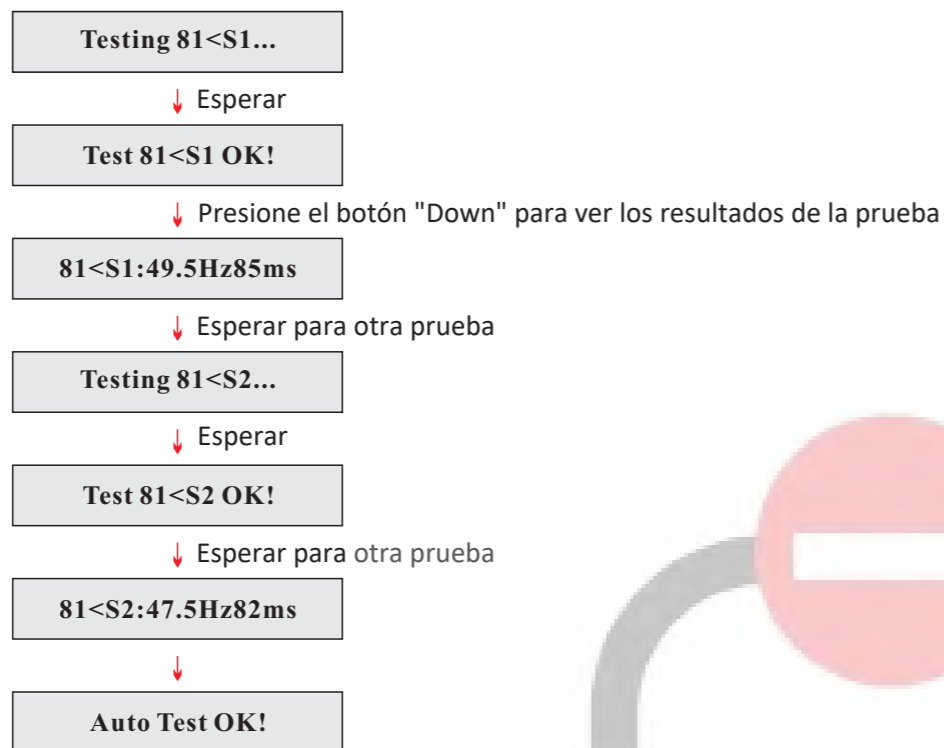 Testing 81<S1...
↓ Esperar
Test 81<S1 OK!
↓ Presione el botón "Down" para ver los resultados de la prueba
81<S1:49.5Hz85ms
↓ Esperar para otra prueba
Testing 81<S2...
↓ Esperar
Test 81<S2 OK!
↓ Esperar para otra prueba
81<S2:47.5Hz82ms
↓
Auto Test OK!